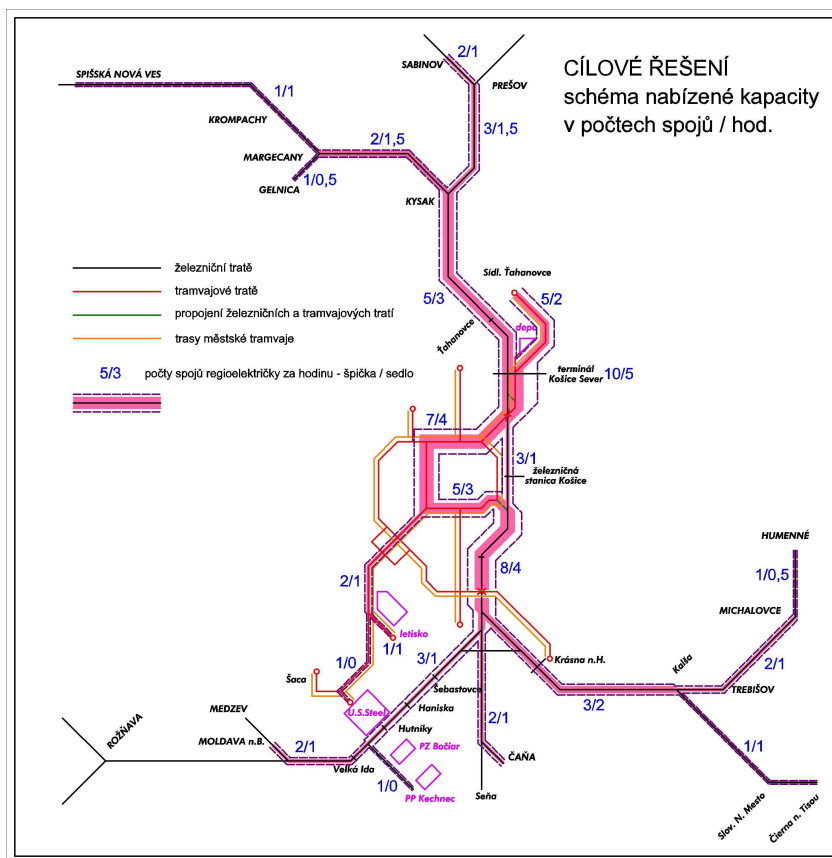 CÍLOVÉ ŘEŠENÍ
schéma nabízené kapacity
v počtech spojů / hod.
SABINOV
2/1
PREŠOV
SPIŠSKÁ NOVÁ VES
1/1
KROMPACHY
3/1,5
2/1,5
MARGECANY
1/0,5
GELNICA
KYSAK
železniční tratě
tramvajové tratě
propojení železničních a tramvajových tratí
trasy městské tramvaje
5/3
počty spojů regioelektričky za hodinu - špička / sedlo
Sídl. Ťahanovce
5/3
5/2
depo
Ťahanovce
terminál
Košice Sever
10/5
7/4
3/1
železničná
stanica Košice
5/3
HUMENNÉ
8/4
1/0,5
2/1
MICHALOVCE
letisko
1/1
1/0
3/1
Krásna n.H.
Kalša
2/1
Šaca
Šebastovce
TREBIŠOV
U.S.Steel
Haniska
2/1
3/2
MEDZEV
Hutníky
ROŽŇAVA
MOLDAVA n.B.
2/1
PZ Bočiar
ČAŇA
1/1
Veľká Ida
1/0
PP Kechnec
Seňa
Slov. N. Mesto
Čierna n. Tisou